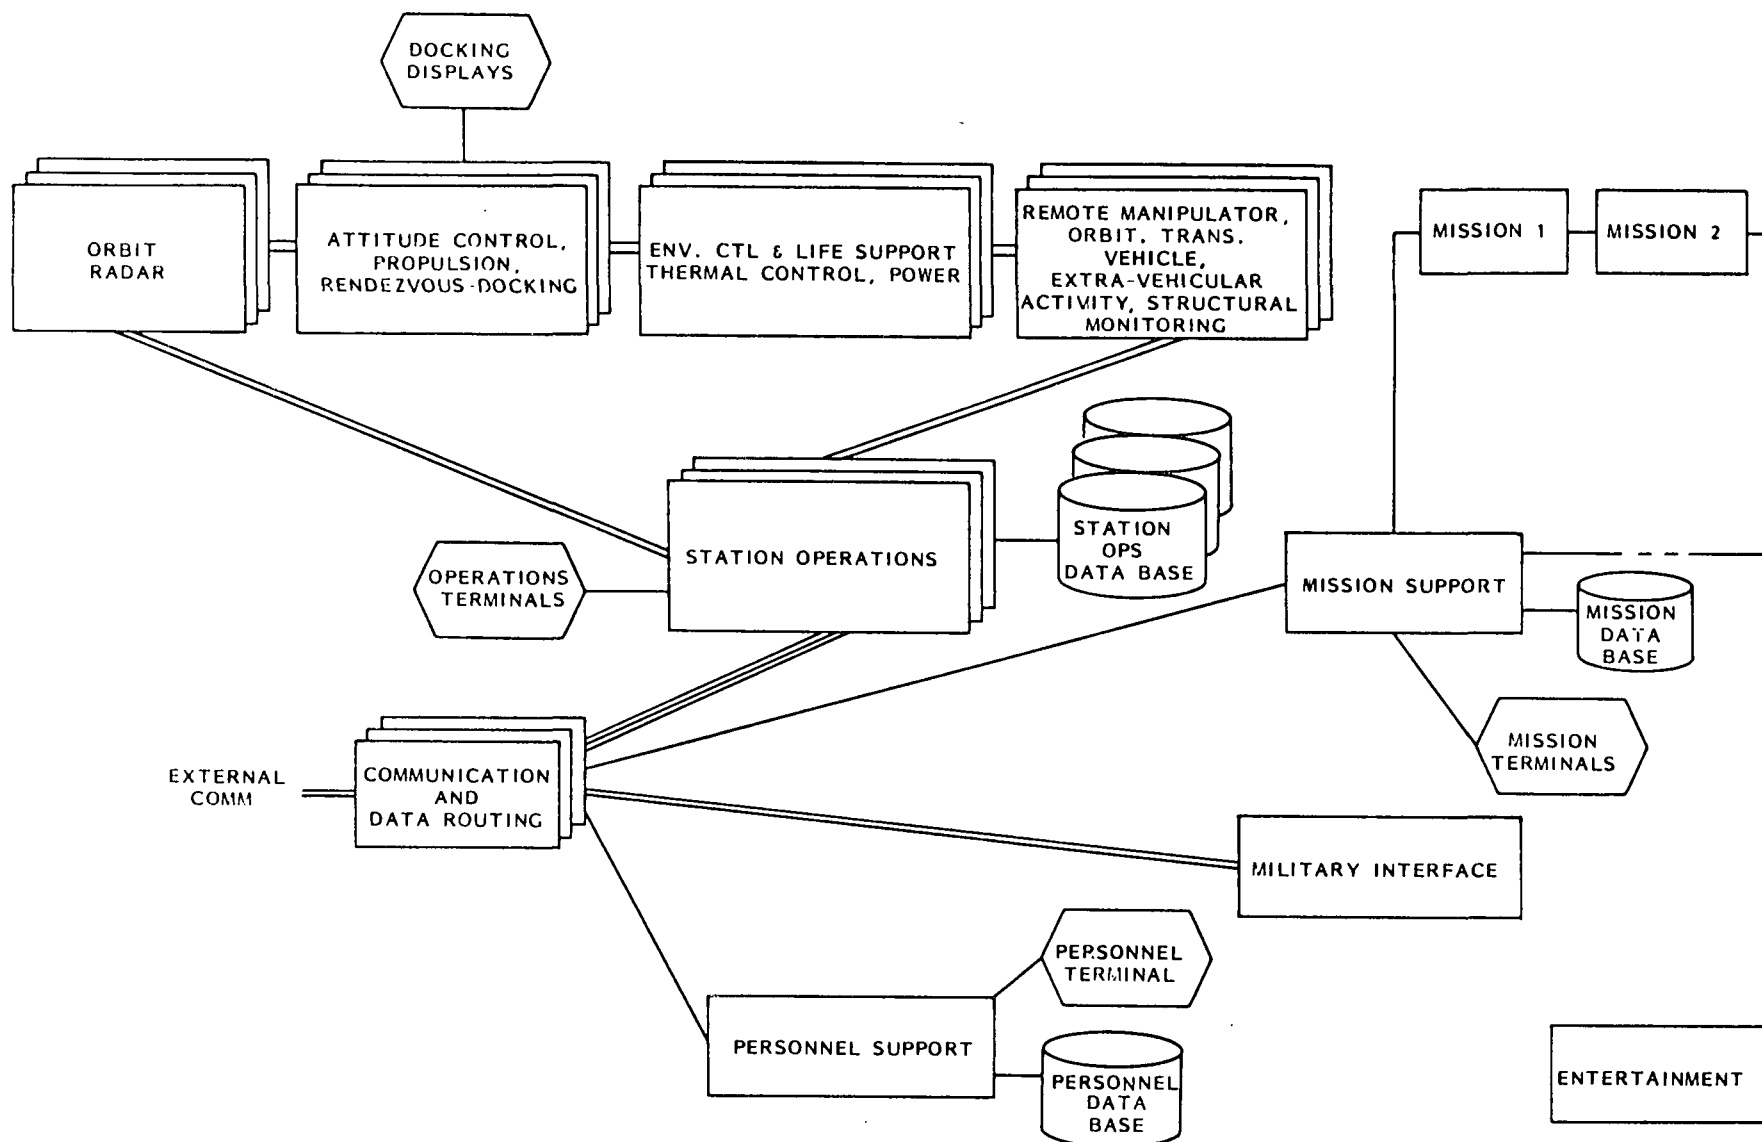 DOCKING
DISPLAYS
ORBIT
RADAR
ATTITUDE CONTROL,
PROPULSION,
RENDEZVOUS-DOCKING
ENV. CTL & LIFE SUPPORT
THERMAL CONTROL, POWER
REMOTE MANIPULATOR,
ORBIT, TRANS.
VEHICLE,
EXTRA-VEHICULAR
ACTIVITY, STRUCTURAL
MONITORING
MISSION 1
MISSION 2
STATION OPERATIONS
STATION
OPS
DATA BASE
OPERATIONS
TERMINALS
MISSION SUPPORT
MISSION
DATA
BASE
MISSION
TERMINALS
EXTERNAL
COMM
COMMUNICATION
AND
DATA ROUTING
MILITARY INTERFACE
PERSONNEL
TERMINAL
PERSONNEL SUPPORT
PERSONNEL
DATA
BASE
ENTERTAINMENT